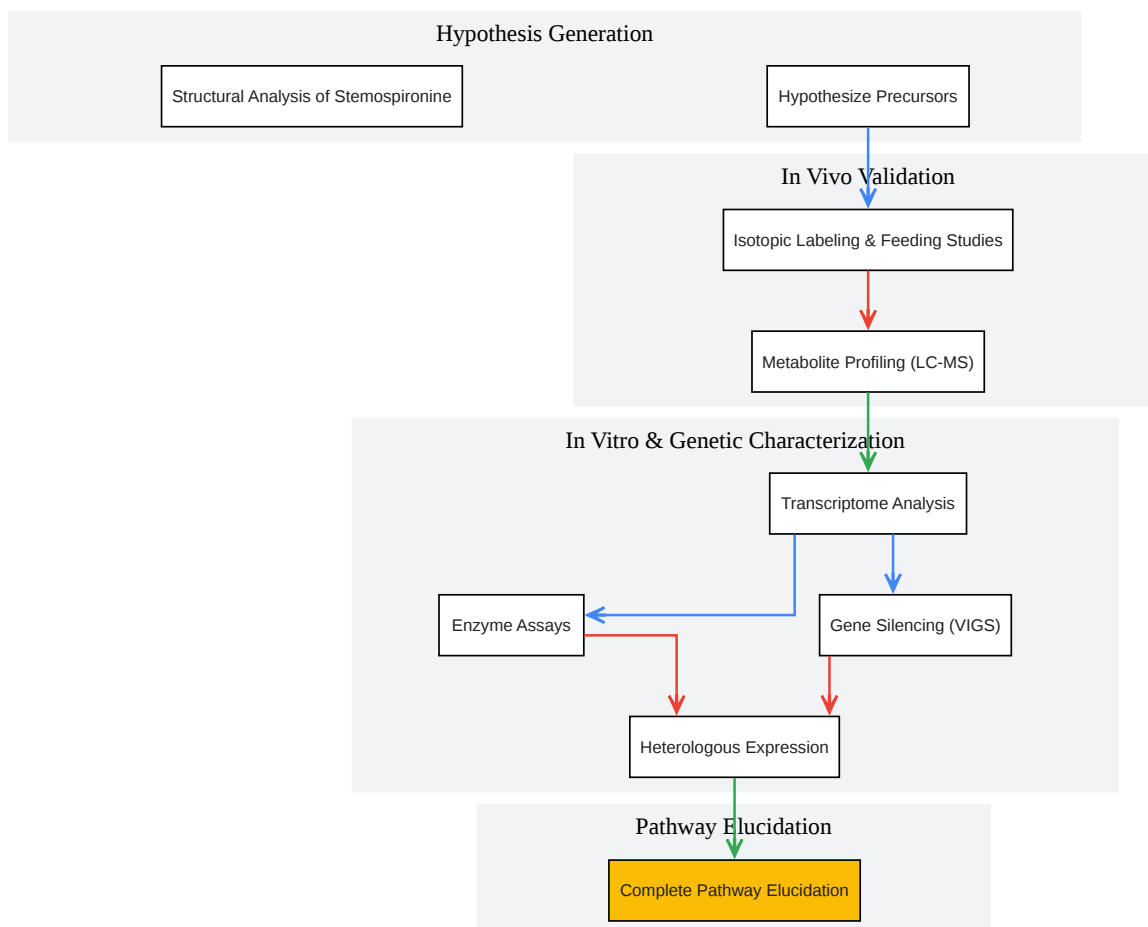 Hypothesis Generation
Structural Analysis of Stemospironine
Hypothesize Precursors
In Vivo Validation
Isotopic Labeling & Feeding Studies
Metabolite Profiling (LC-MS)
In Vitro & Genetic Characterization
Transcriptome Analysis
Enzyme Assays
Gene Silencing (VIGS)
Heterologous Expression
Pathway Elucidation
Complete Pathway Elucidation